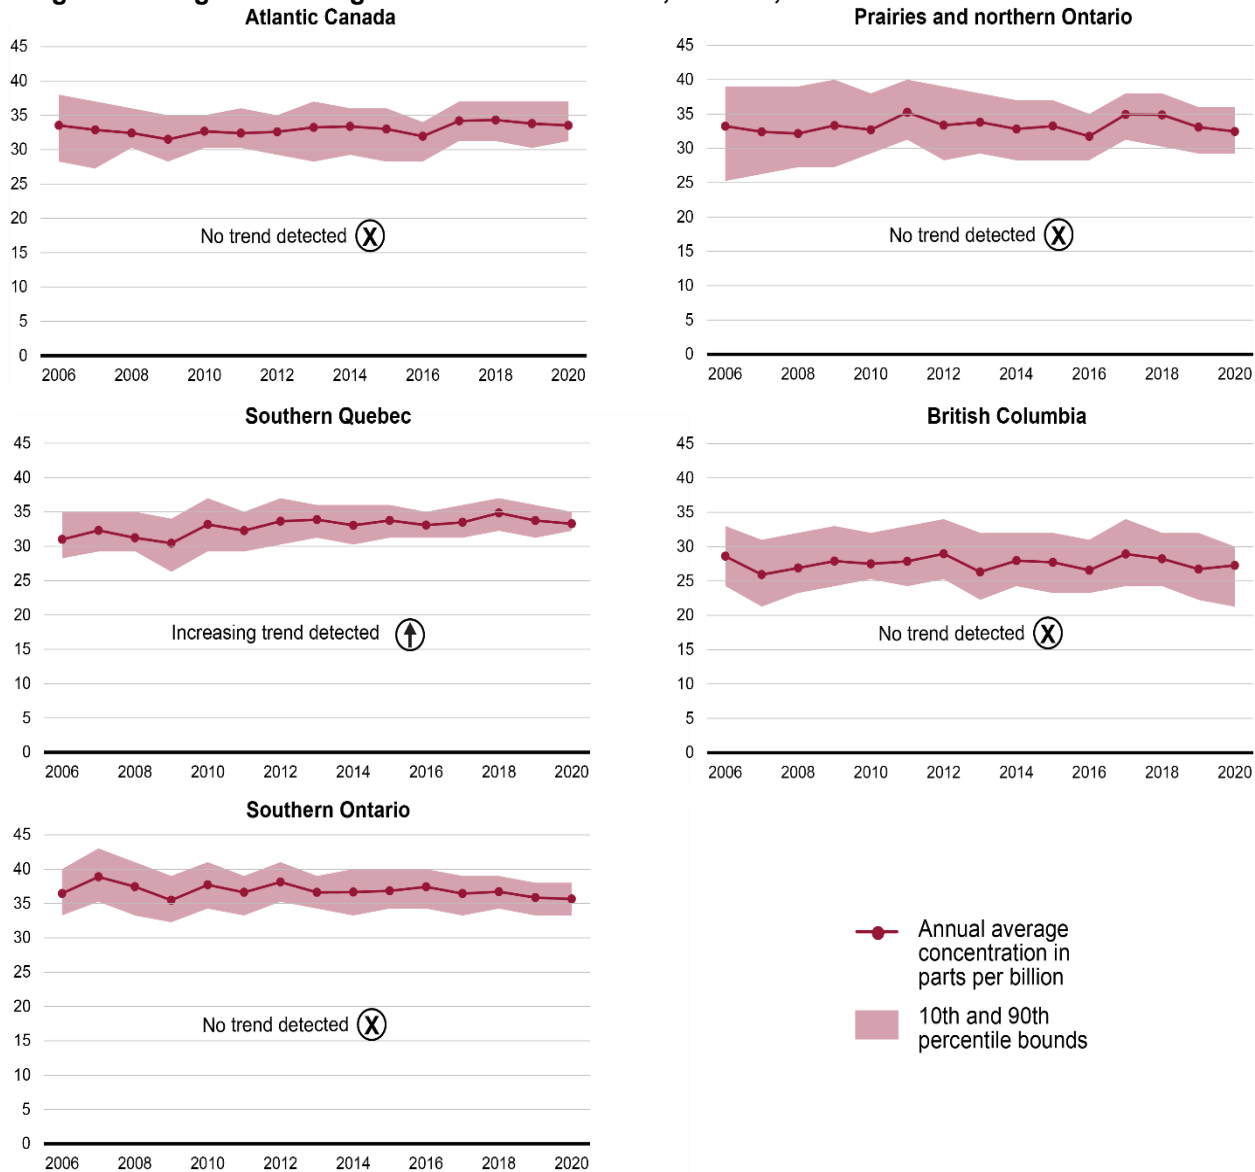 Atlantic Canada
45
40
35
30
25
20
15
10
5
0
No trend detected X
2006 2008 2010 2012 2014 2016 2018 2020
Prairies and northern Ontario
45
40
35
30
25
20
15
10
5
0
No trend detected X
2006 2008 2010 2012 2014 2016 2018 2020
Southern Quebec
45
40
35
30
25
20
15
10
5
0
Increasing trend detected
2006 2008 2010 2012 2014 2016 2018 2020
British Columbia
45
40
35
30
25
20
15
10
5
0
No trend detected X
2006 2008 2010 2012 2014 2016 2018 2020
Southern Ontario
45
40
35
30
25
20
15
10
5
0
No trend detected X
2006 2008 2010 2012 2014 2016 2018 2020
Annual average
concentration in
parts per billion
10th and 90th
percentile bounds